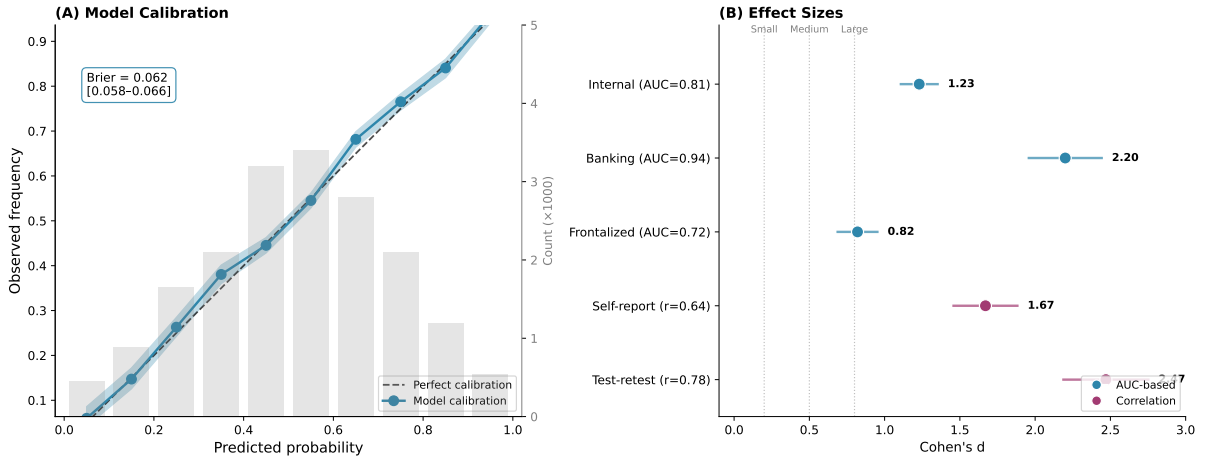 (A) Model Calibration
0.9
0.8
0.7
0.6
0.5
0.4
0.3
0.2
0.1
Observed frequency
Brier = 0.062
[0.058–0.066]
5
4
3
2
1
0
Count (×1000)
Perfect calibration
Model calibration
0.0 0.2 0.4 0.6 0.8 1.0
Predicted probability
(B) Effect Sizes
Small Medium Large
Internal (AUC=0.81)
1.23
Banking (AUC=0.94)
2.20
Frontalized (AUC=0.72)
0.82
Self-report (r=0.64)
1.67
Test-retest (r=0.78)
2.47
AUC-based
Correlation
0.0 0.5 1.0 1.5 2.0 2.5 3.0
Cohen's d